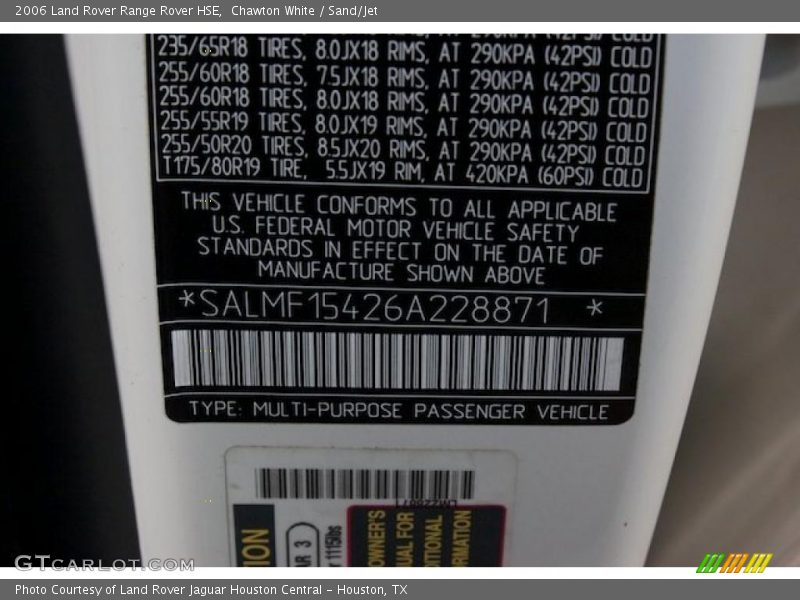 2006 Land Rover Range Rover HSE, Chawton White / Sand/Jet
235/65R18 TIRES, 8.0JX18 RIMS, AT 290KPA (42PSI) COLD
255/60R18 TIRES, 7.5JX18 RIMS, AT 290KPA (42PSI) COLD
255/60R18 TIRES, 8.0JX18 RIMS, AT 290KPA (42PSI) COLD
255/55R19 TIRES, 8.0JX19 RIMS, AT 290KPA (42PSI) COLD
255/50R20 TIRES, 8.5JX20 RIMS, AT 290KPA (42PSI) COLD
T175/80R19 TIRE, 5.5JX19 RIM, AT 420KPA (60PSI) COLD
THIS VEHICLE CONFORMS TO ALL APPLICABLE
U.S. FEDERAL MOTOR VEHICLE SAFETY
STANDARDS IN EFFECT ON THE DATE OF
MANUFACTURE SHOWN ABOVE
*SALMF15426A228871 *
TYPE: MULTI-PURPOSE PASSENGER VEHICLE
GTcarlot.com
Photo Courtesy of Land Rover Jaguar Houston Central - Houston, TX